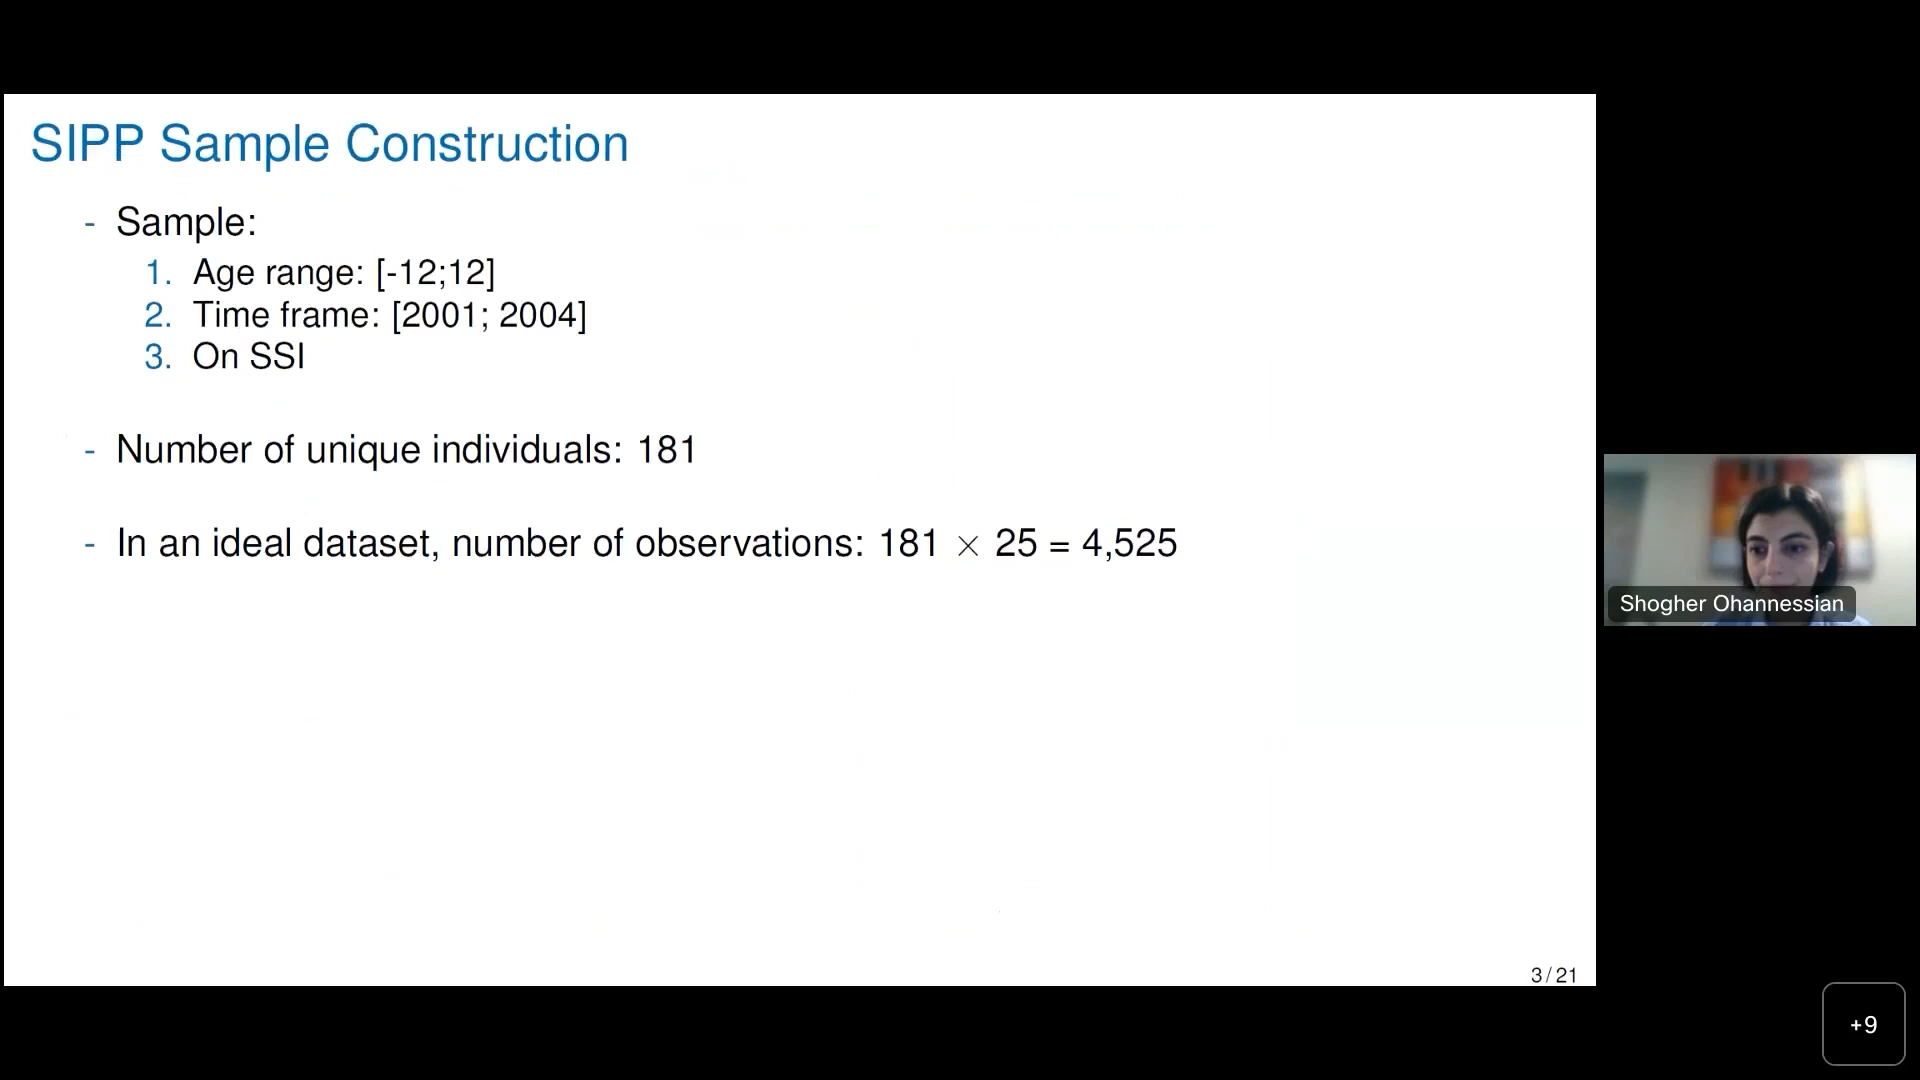 SIPP Sample Construction
- Sample:
1. Age range: [-12;12]
2. Time frame: [2001; 2004]
3. On SSI
- Number of unique individuals: 181
- In an ideal dataset, number of observations: 181 × 25 = 4,525
3 / 21
Shogher Ohannessian
+9